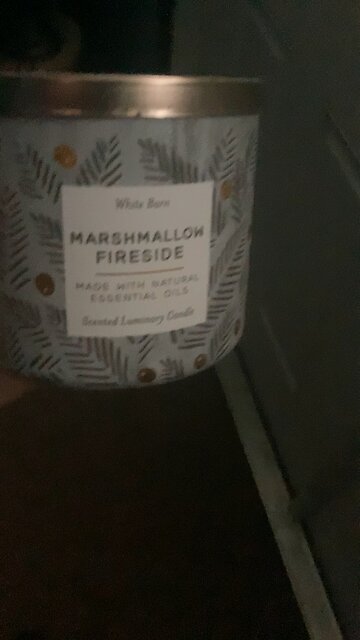 White Barn
MARSHMALLOW
FIRESIDE
MADE WITH NATURAL
ESSENTIAL OILS
Scented Luminary Candle